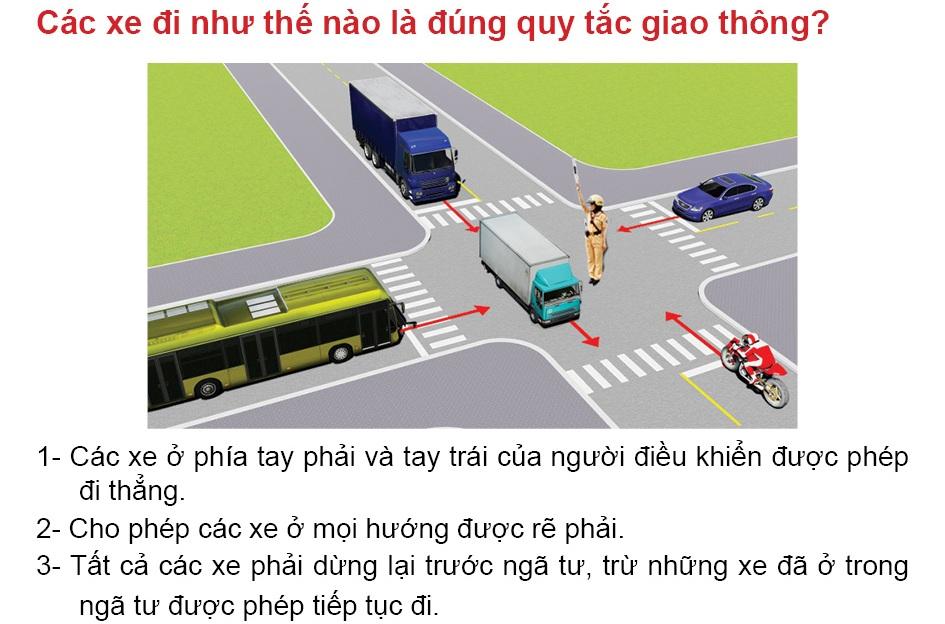 Các xe đi như thế nào là đúng quy tắc giao thông?
1- Các xe ở phía tay phải và tay trái của người điều khiển được phép
đi thẳng.
2- Cho phép các xe ở mọi hướng được rẽ phải.
3- Tất cả các xe phải dừng lại trước ngã tư, trừ những xe đã ở trong
ngã tư được phép tiếp tục đi.